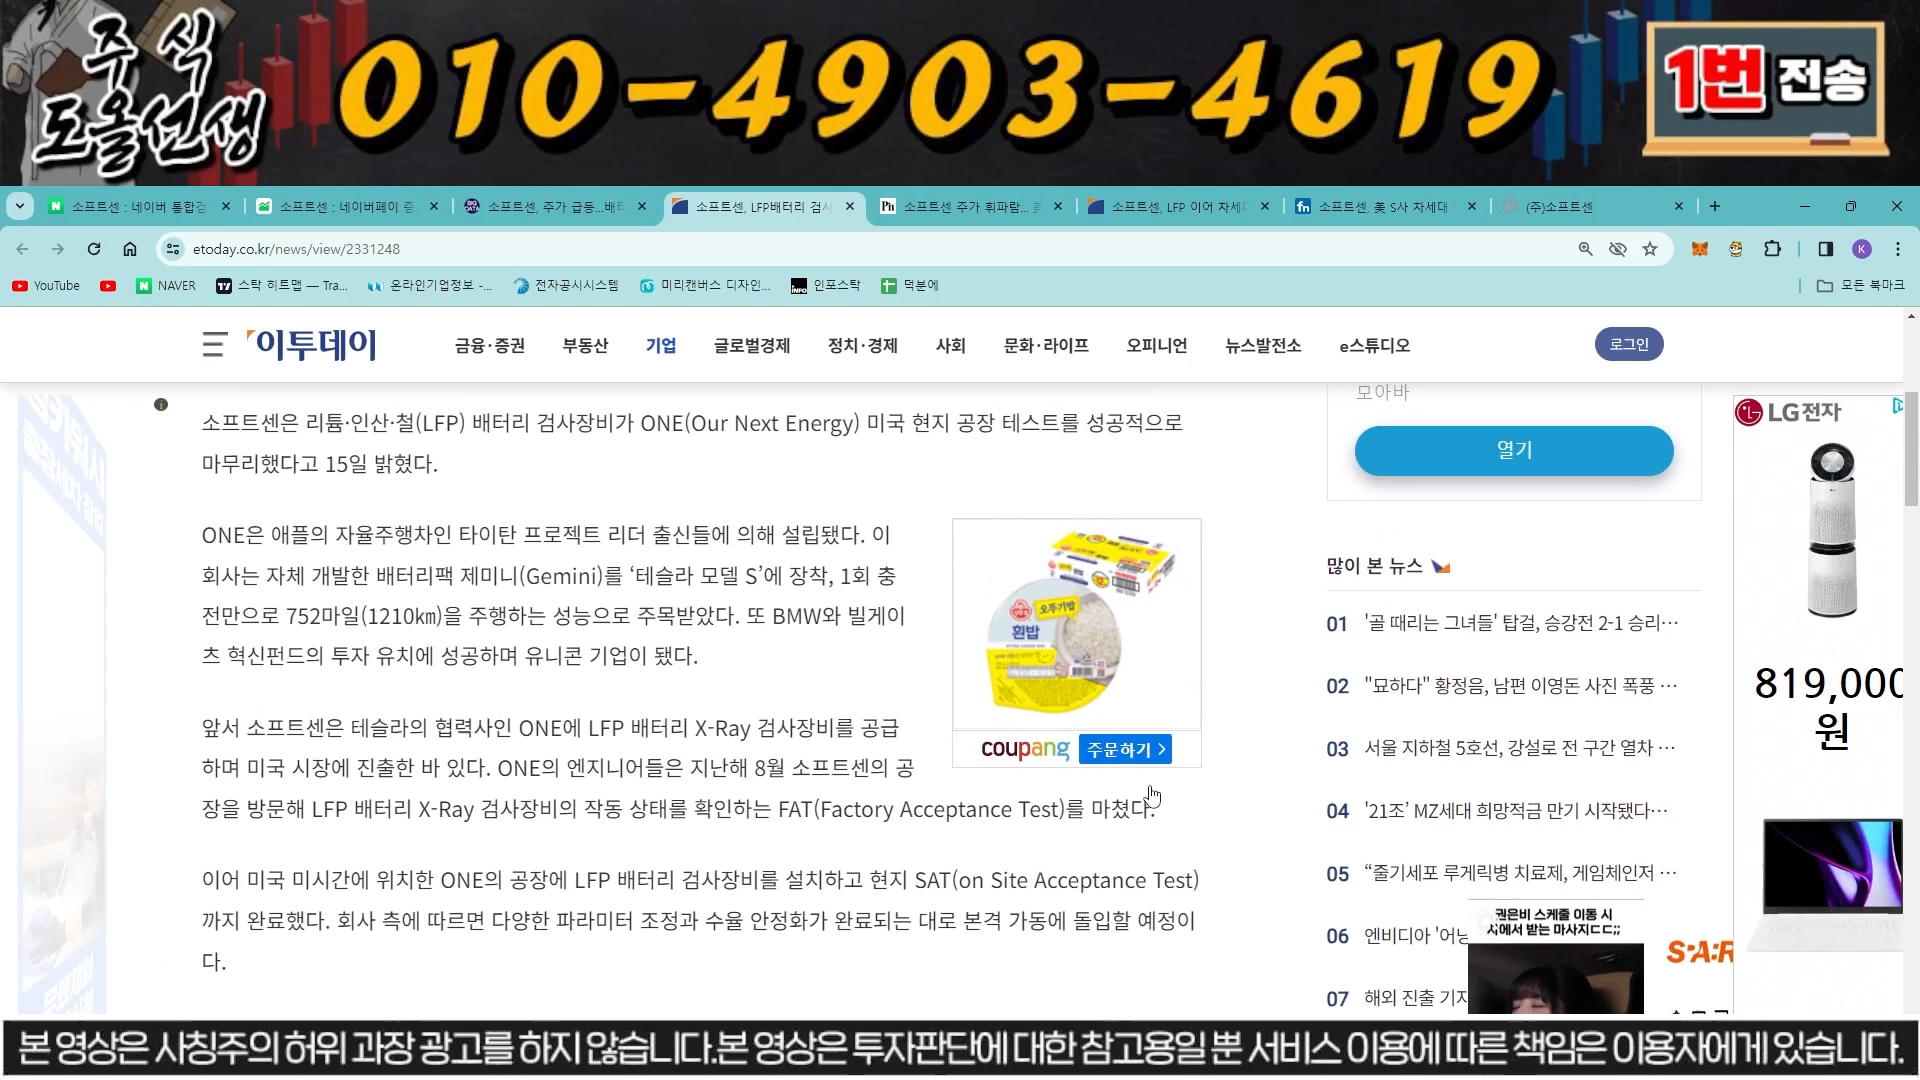 주식
도올선생
010-4903-4619
1번 전송
소프트센 : 네이버 통합검
소프트센 : 네이버페이 증
소프트센, 주가 급등...배터
소프트센, LFP배터리 검사
소프트센 주가 휘파람...
소프트센, LFP 이어 차세대
소프트센, 美 S사 차세대
(주)소프트센
etoday.co.kr/news/view/2331248
K
YouTube
NAVER
스탁 히트맵 — Tra...
온라인기업정보 -...
전자공시시스템
미리캔버스 디자인...
인포스탁
덕분에
모든 북마크
이투데이
금융·증권
부동산
기업
글로벌경제
정치·경제
사회
문화·라이프
오피니언
뉴스발전소
e스튜디오
로그인
소프트센은 리튬·인산·철(LFP) 배터리 검사장비가 ONE(Our Next Energy) 미국 현지 공장 테스트를 성공적으로
마무리했다고 15일 밝혔다.
ONE은 애플의 자율주행차인 타이탄 프로젝트 리더 출신들에 의해 설립됐다. 이
회사는 자체 개발한 배터리팩 제미니(Gemini)를 ‘테슬라 모델 S’에 장착, 1회 충
전만으로 752마일(1210㎞)을 주행하는 성능으로 주목받았다. 또 BMW와 빌게이
츠 혁신펀드의 투자 유치에 성공하며 유니콘 기업이 됐다.
앞서 소프트센은 테슬라의 협력사인 ONE에 LFP 배터리 X-Ray 검사장비를 공급
하며 미국 시장에 진출한 바 있다. ONE의 엔지니어들은 지난해 8월 소프트센의 공
장을 방문해 LFP 배터리 X-Ray 검사장비의 작동 상태를 확인하는 FAT(Factory Acceptance Test)를 마쳤다.
이어 미국 미시간에 위치한 ONE의 공장에 LFP 배터리 검사장비를 설치하고 현지 SAT(on Site Acceptance Test)
까지 완료했다. 회사 측에 따르면 다양한 파라미터 조정과 수율 안정화가 완료되는 대로 본격 가동에 돌입할 예정이
다.
오뚜기밥
흰밥
coupang 주문하기
모아바
열기
많이 본 뉴스
01 '골 때리는 그녀들' 탑걸, 승강전 2-1 승리…
02 "묘하다" 황정음, 남편 이영돈 사진 폭풍 …
03 서울 지하철 5호선, 강설로 전 구간 열차 …
04 '21조’ MZ세대 희망적금 만기 시작됐다…
05 “줄기세포 루게릭병 치료제, 게임체인저 …
06 엔비디아 '어닝
07 해외 진출 기지
권은비 스케줄 이동 시
샵에서 받는 마사지ㄷㄷ;;
LG전자
819,000
원
본 영상은 사칭주의 허위 과장 광고를 하지 않습니다.본 영상은 투자판단에 대한 참고용일 뿐 서비스 이용에 따른 책임은 이용자에게 있습니다.